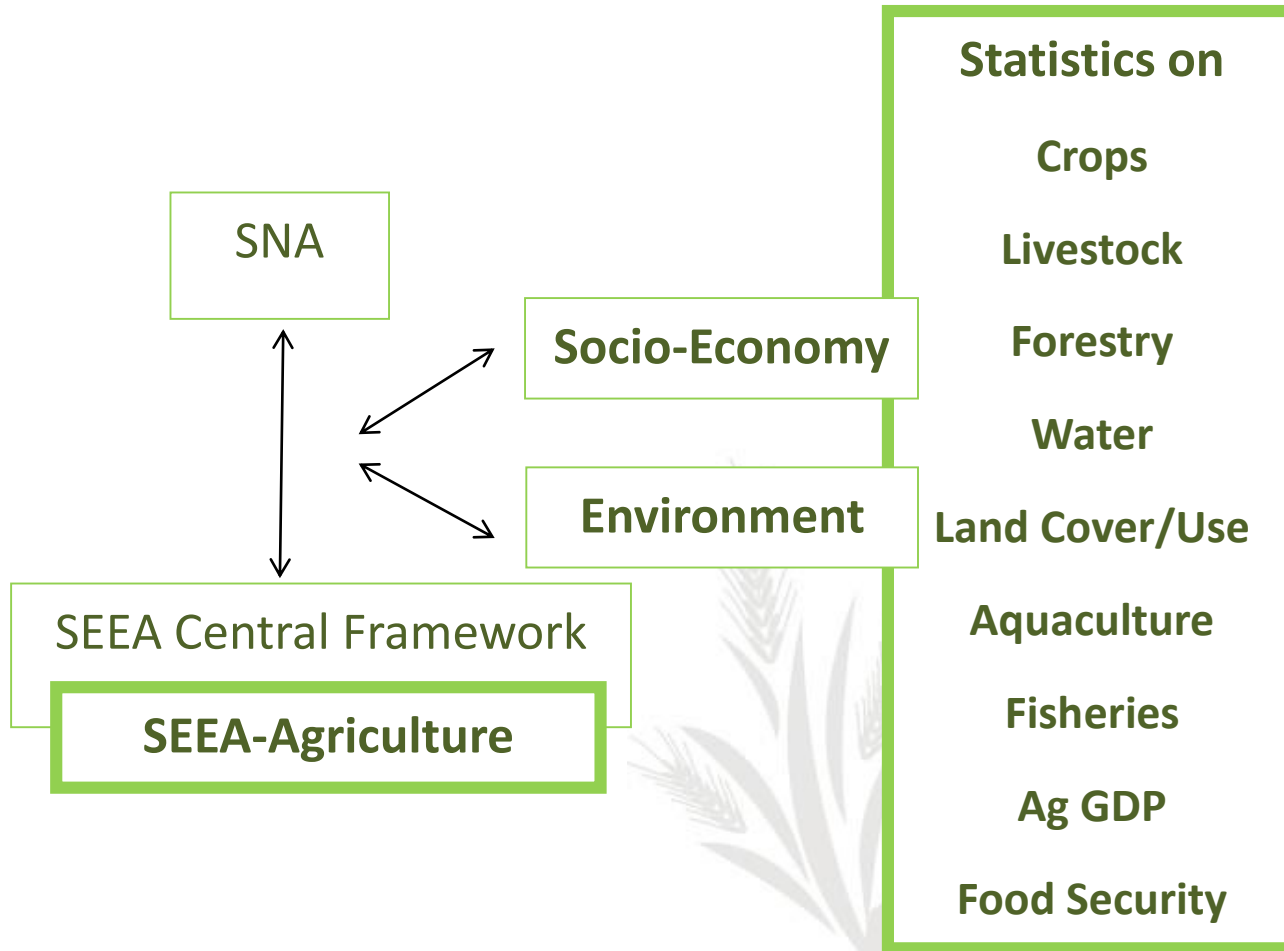 SNA
Socio-Economy
Environment
SEEA Central Framework
SEEA-Agriculture
Statistics on
Crops
Livestock
Forestry
Water
Land Cover/Use
Aquaculture
Fisheries
Ag GDP
Food Security